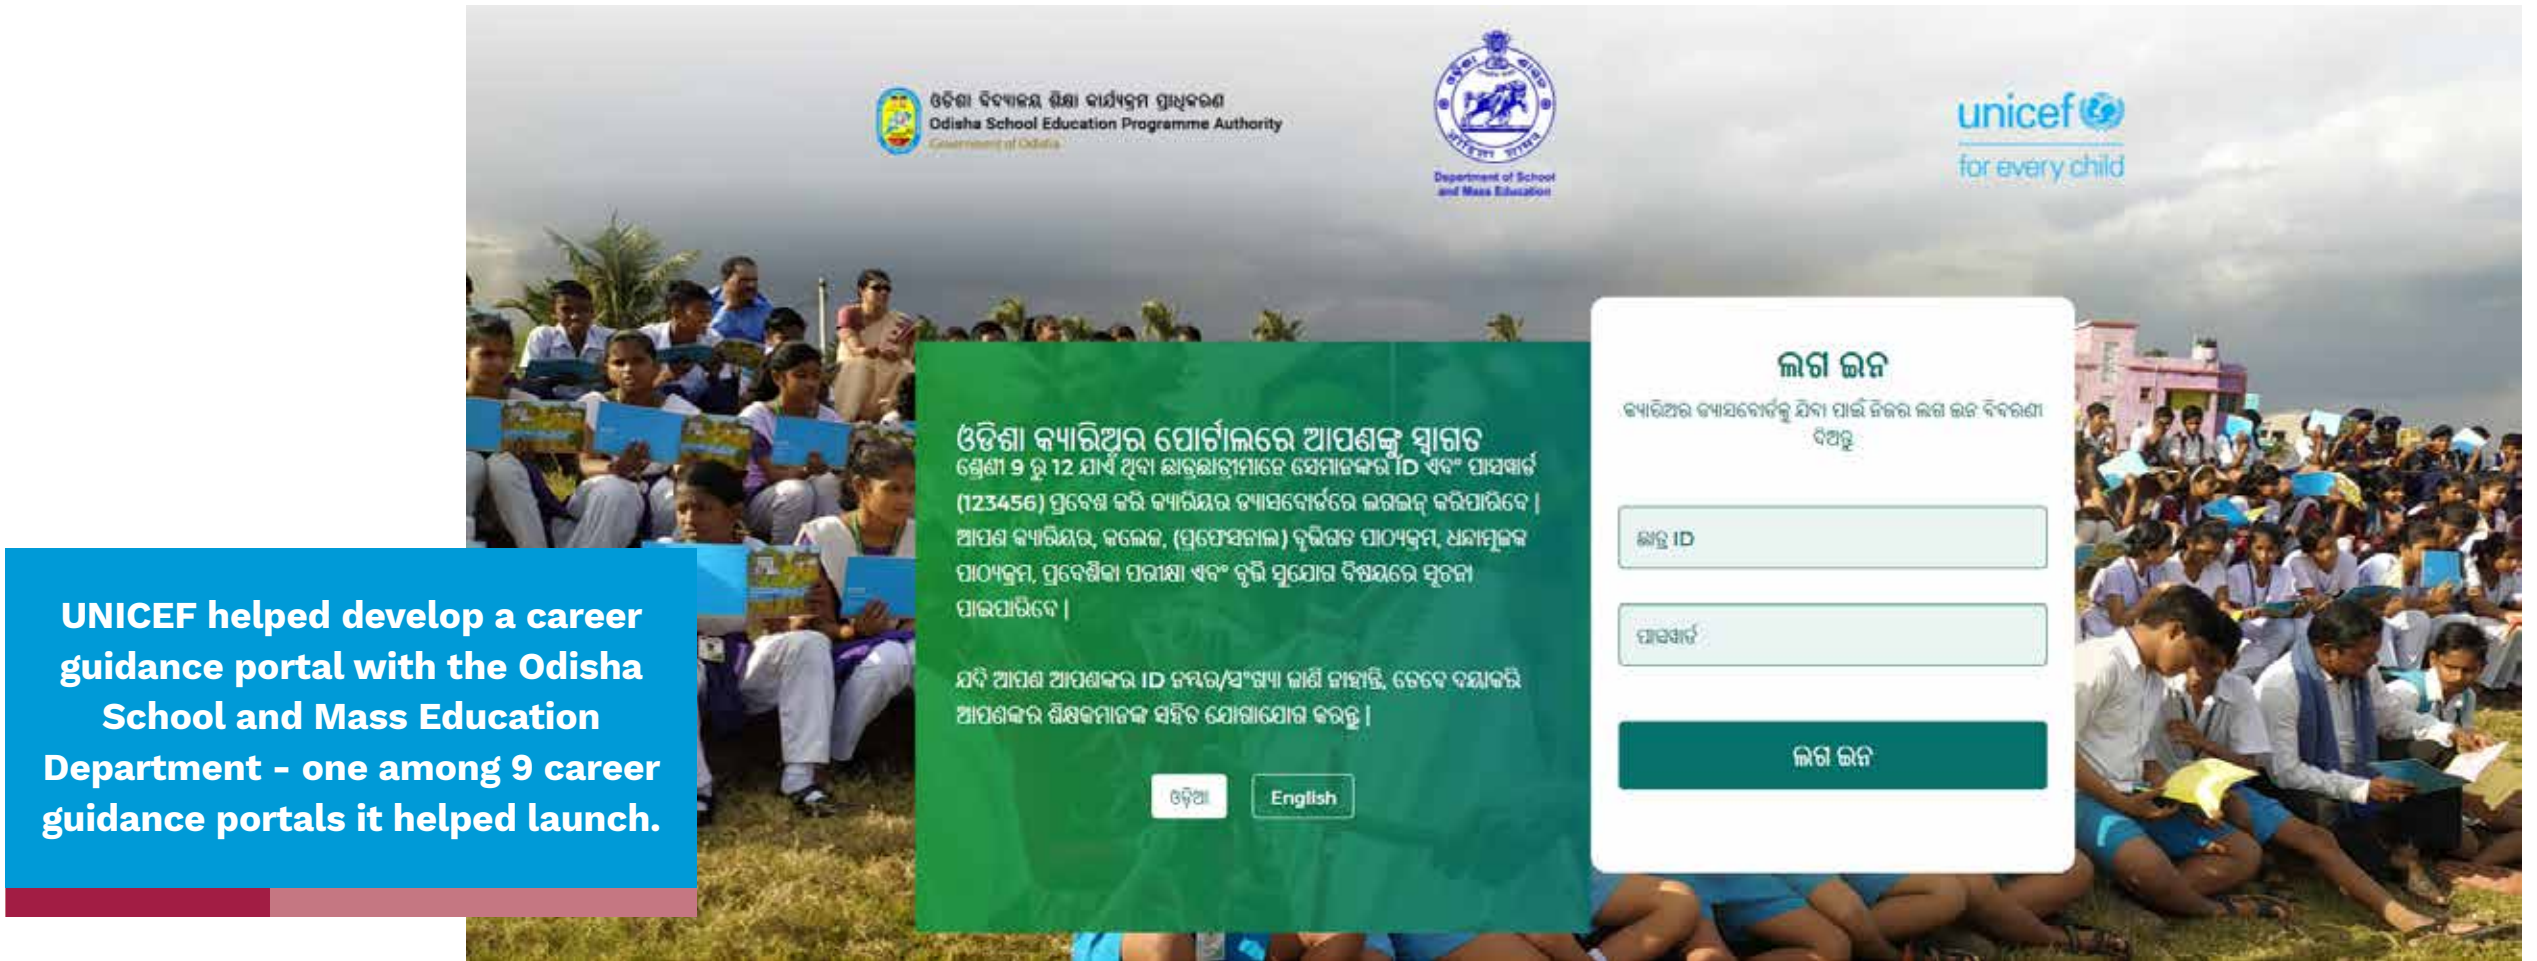 ଓଡିଶା ବିଦ୍ୟାଳୟ ଶିକ୍ଷା କାର୍ଯ୍ୟକ୍ରମ ପ୍ରାଧିକରଣ
Odisha School Education Programme Authority
Government of Odisha
Department of School
and Mass Education
unicef
for every child
ଓଡିଶା କ୍ୟାରିଅର ପୋର୍ଟାଲରେ ଆପଣଙ୍କୁ ସ୍ୱାଗତ
ଶ୍ରେଣୀ 9 ରୁ 12 ଯାଏଁ ଥିବା ଛାତ୍ରଛାତ୍ରୀମାନେ ସେମାନଙ୍କର ID ଏବଂ ପାସୱାର୍ଡ
(123456) ପ୍ରବେଶ କରି କ୍ୟାରିୟର ଡ୍ୟାସବୋର୍ଡରେ ଲଗଇନ୍ କରିପାରିବେ |
ଆପଣ କ୍ୟାରିୟର, କଲେଜ, (ପ୍ରଫେସନାଲ) ବୃତ୍ତିଗତ ପାଠ୍ୟକ୍ରମ, ଧନ୍ଦାମୂଳକ
ପାଠ୍ୟକ୍ରମ, ପ୍ରବେଶିକା ପରୀକ୍ଷା ଏବଂ ବୃତ୍ତି ସୁଯୋଗ ବିଷୟରେ ସୂଚନା
ପାଇପାରିବେ |
ଯଦି ଆପଣ ଆପଣଙ୍କର ID ନମ୍ବର/ସଂଖ୍ୟା ଜାଣି ନାହାନ୍ତି, ତେବେ ଦୟାକରି
ଆପଣଙ୍କର ଶିକ୍ଷକମାନଙ୍କ ସହିତ ଯୋଗାଯୋଗ କରନ୍ତୁ |
ଓଡ଼ିଆ
English
ଲଗ ଇନ
କ୍ୟାରିଅର ଡ୍ୟାସବୋର୍ଡକୁ ଯିବା ପାଇଁ ନିଜର ଲଗ ଇନ ବିବରଣୀ
ଦିଅନ୍ତୁ
ଛାତ୍ର ID
ପାସୱାର୍ଡ
ଲଗ ଇନ
UNICEF helped develop a career
guidance portal with the Odisha
School and Mass Education
Department - one among 9 career
guidance portals it helped launch.